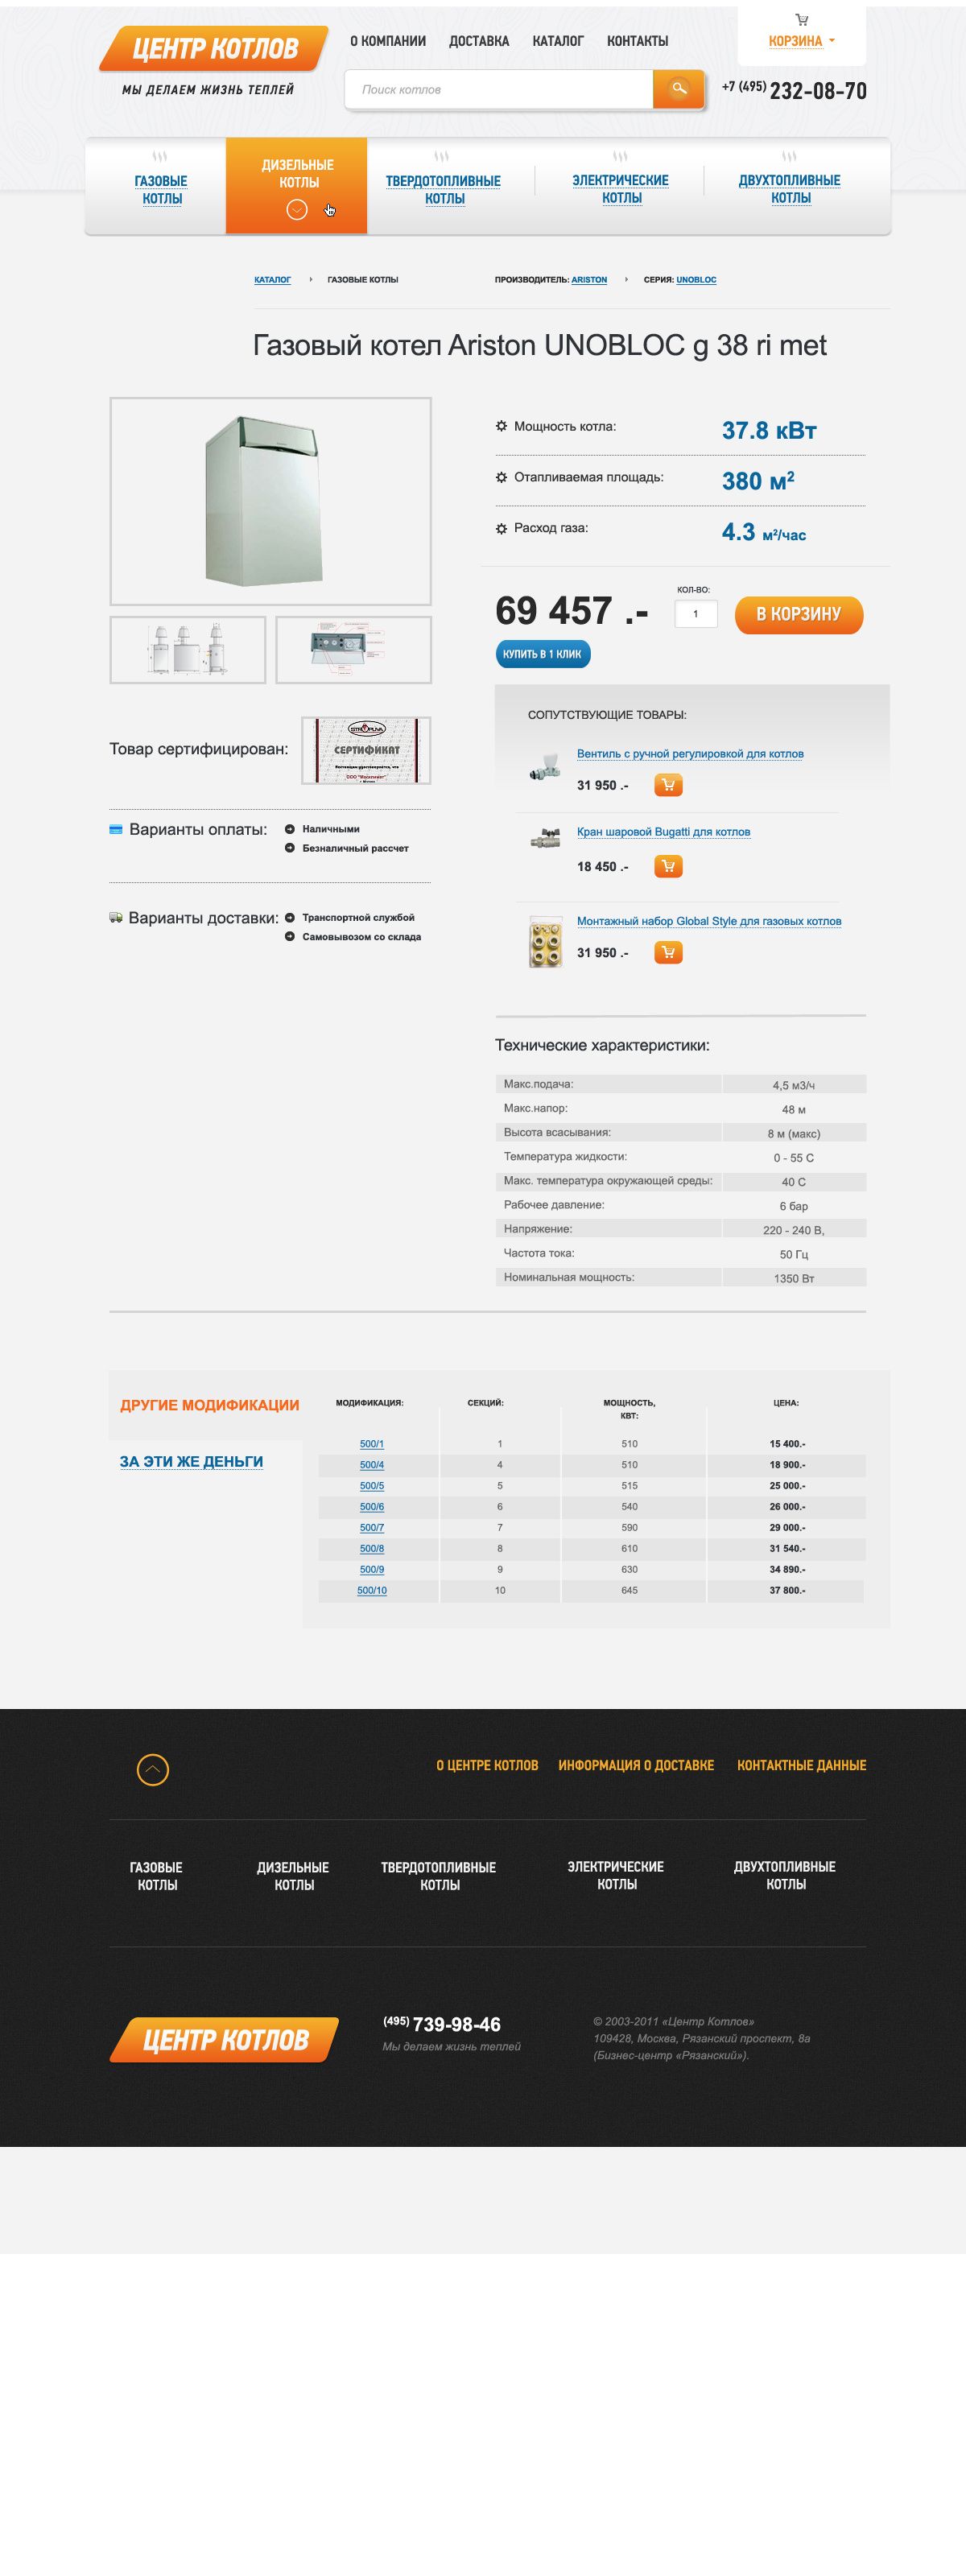 ЦЕНТР КОТЛОВ
МЫ ДЕЛАЕМ ЖИЗНЬ ТЕПЛЕЙ
О КОМПАНИИ ДОСТАВКА КАТАЛОГ КОНТАКТЫ
КОРЗИНА
Поиск котлов
+7 (495) 232-08-70
ГАЗОВЫЕ
КОТЛЫ
ДИЗЕЛЬНЫЕ
КОТЛЫ
ТВЕРДОТОПЛИВНЫЕ
КОТЛЫ
ЭЛЕКТРИЧЕСКИЕ
КОТЛЫ
ДВУХТОПЛИВНЫЕ
КОТЛЫ
КАТАЛОГ ГАЗОВЫЕ КОТЛЫ ПРОИЗВОДИТЕЛЬ: ARISTON СЕРИЯ: UNOBLOC
Газовый котел Ariston UNOBLOC g 38 ri met
Мощность котла: 37.8 кВт
Отапливаемая площадь: 380 м²
Расход газа: 4.3 м²/час
69 457 .-
КОЛ-ВО:
1
В КОРЗИНУ
КУПИТЬ В 1 КЛИК
Товар сертифицирован:
STROPUVA
СЕРТИФИКАТ
Варианты оплаты:
Наличными
Безналичный рассчет
Варианты доставки:
Транспортной службой
Самовывозом со склада
СОПУТСТВУЮЩИЕ ТОВАРЫ:
Вентиль с ручной регулировкой для котлов
31 950 .-
Кран шаровой Bugatti для котлов
18 450 .-
Монтажный набор Global Style для газовых котлов
31 950 .-
Технические характеристики:
Макс.подача: 4,5 м3/ч
Макс.напор: 48 м
Высота всасывания: 8 м (макс)
Температура жидкости: 0 - 55 С
Макс. температура окружающей среды: 40 С
Рабочее давление: 6 бар
Напряжение: 220 - 240 В,
Частота тока: 50 Гц
Номинальная мощность: 1350 Вт
ДРУГИЕ МОДИФИКАЦИИ
ЗА ЭТИ ЖЕ ДЕНЬГИ
МОДИФИКАЦИЯ: СЕКЦИЙ: МОЩНОСТЬ, ЦЕНА:
КВТ:
500/1 1 510 15 400.-
500/4 4 510 18 900.-
500/5 5 515 25 000.-
500/6 6 540 26 000.-
500/7 7 590 29 000.-
500/8 8 610 31 540.-
500/9 9 630 34 890.-
500/10 10 645 37 800.-
О ЦЕНТРЕ КОТЛОВ ИНФОРМАЦИЯ О ДОСТАВКЕ КОНТАКТНЫЕ ДАННЫЕ
ГАЗОВЫЕ
КОТЛЫ
ДИЗЕЛЬНЫЕ
КОТЛЫ
ТВЕРДОТОПЛИВНЫЕ
КОТЛЫ
ЭЛЕКТРИЧЕСКИЕ
КОТЛЫ
ДВУХТОПЛИВНЫЕ
КОТЛЫ
ЦЕНТР КОТЛОВ
(495) 739-98-46
Мы делаем жизнь теплей
© 2003-2011 «Центр Котлов»
109428, Москва, Рязанский проспект, 8а
(Бизнес-центр «Рязанский»).